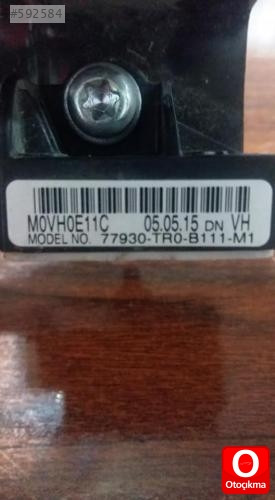 #592584
M0VH0E11C 05.05.15 DN VH
MODEL NO. 77930-TR0-B111-M1
O
Otoçıkma